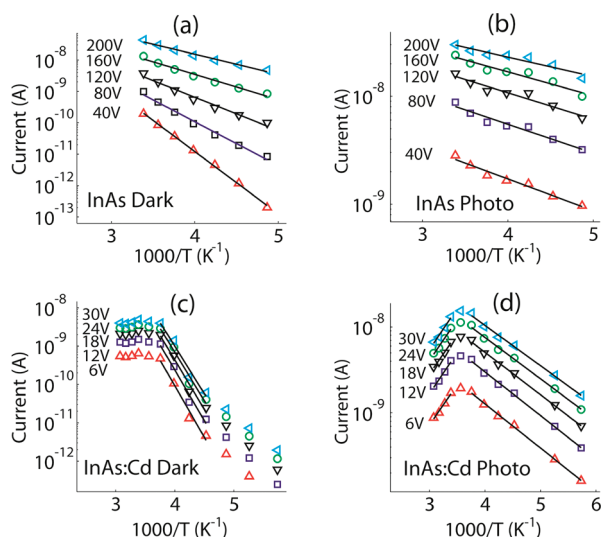 (a)
Current (A)
10^-8
10^-9
10^-10
10^-11
10^-12
10^-13
200V
160V
120V
80V
40V
InAs Dark
3 4 5
1000/T (K^-1)
(b)
Current (A)
10^-8
10^-9
200V
160V
120V
80V
40V
InAs Photo
3 4 5
1000/T (K^-1)
(c)
Current (A)
10^-8
10^-9
10^-10
10^-11
10^-12
30V
24V
18V
12V
6V
InAs:Cd Dark
3 4 5
1000/T (K^-1)
(d)
Current (A)
10^-8
10^-9
30V
24V
18V
12V
6V
InAs:Cd Photo
3 4 5 6
1000/T (K^-1)